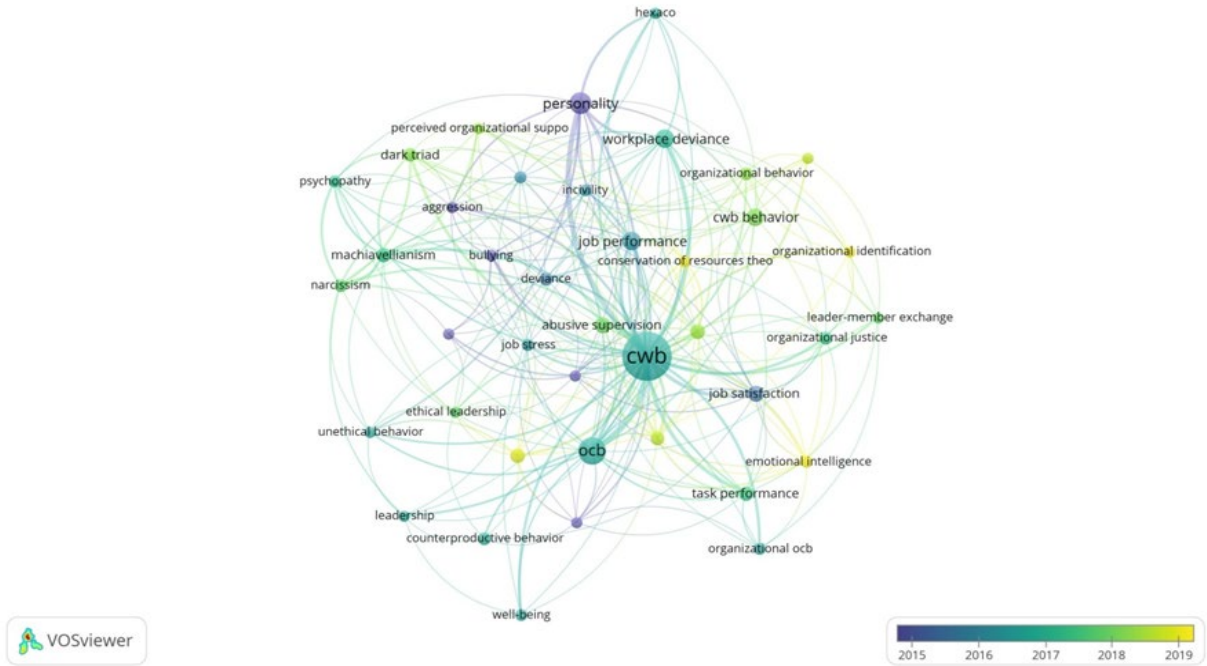 hexaco
personality
perceived organizational suppo
workplace deviance
dark triad
organizational behavior
psychopathy
incivility
aggression
cwb behavior
job performance
machiavellianism
bullying
organizational identification
conservation of resources theo
deviance
narcissism
leader-member exchange
abusive supervision
organizational justice
job stress
cwb
job satisfaction
ethical leadership
unethical behavior
ocb
emotional intelligence
task performance
leadership
counterproductive behavior
organizational ocb
well-being
VOSviewer
2015 2016 2017 2018 2019